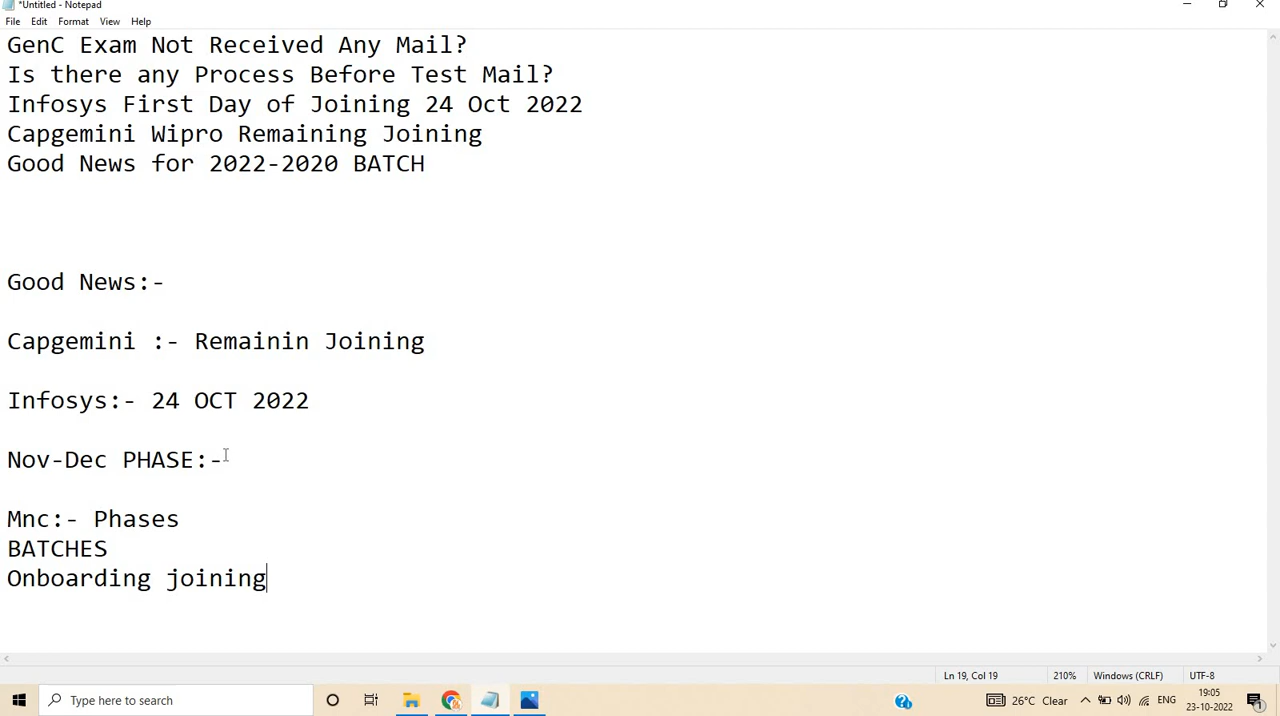 *Untitled - Notepad
File Edit Format View Help
GenC Exam Not Received Any Mail?
Is there any Process Before Test Mail?
Infosys First Day of Joining 24 Oct 2022
Capgemini Wipro Remaining Joining
Good News for 2022-2020 BATCH
Good News:-
Capgemini :- Remainin Joining
Infosys:- 24 OCT 2022
Nov-Dec PHASE:-
Mnc:- Phases
BATCHES
Onboarding joining
Ln 19, Col 19 210% Windows (CRLF) UTF-8
Type here to search 26°C Clear ENG 19:05
23-10-2022